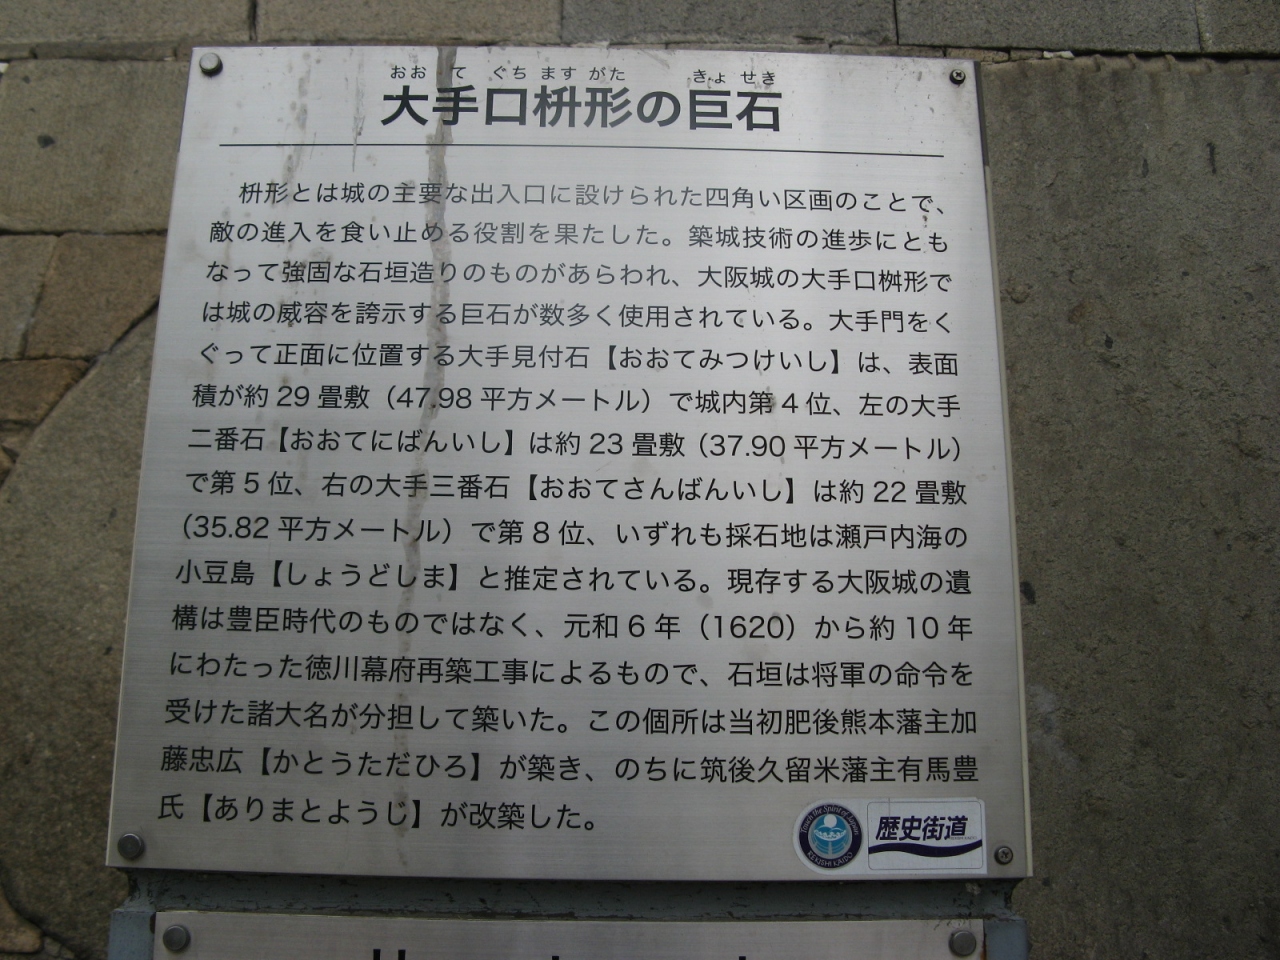 おおてぐちますがた きょせき
大手口枡形の巨石
枡形とは城の主要な出入口に設けられた四角い区画のことで、
敵の進入を食い止める役割を果たした。築城技術の進歩にとも
なって強固な石垣造りのものがあらわれ、大阪城の大手口桝形で
は城の威容を誇示する巨石が数多く使用されている。大手門をく
ぐって正面に位置する大手見付石【おおてみつけいし】は、表面
積が約29畳敷（47.98平方メートル）で城内第4位、左の大手
二番石【おおてにばんいし】は約23畳敷（37.90平方メートル）
で第5位、右の大手三番石【おおてさんばんいし】は約22畳敷
（35.82平方メートル）で第8位、いずれも採石地は瀬戸内海の
小豆島【しょうどしま】と推定されている。現存する大阪城の遺
構は豊臣時代のものではなく、元和6年（1620）から約10年
にわたった徳川幕府再築工事によるもので、石垣は将軍の命令を
受けた諸大名が分担して築いた。この個所は当初肥後熊本藩主加
藤忠広【かとうただひろ】が築き、のちに筑後久留米藩主有馬豊
氏【ありまとようじ】が改築した。
Touch the Spirit of Japan
REKISHI KAIDO
歴史街道